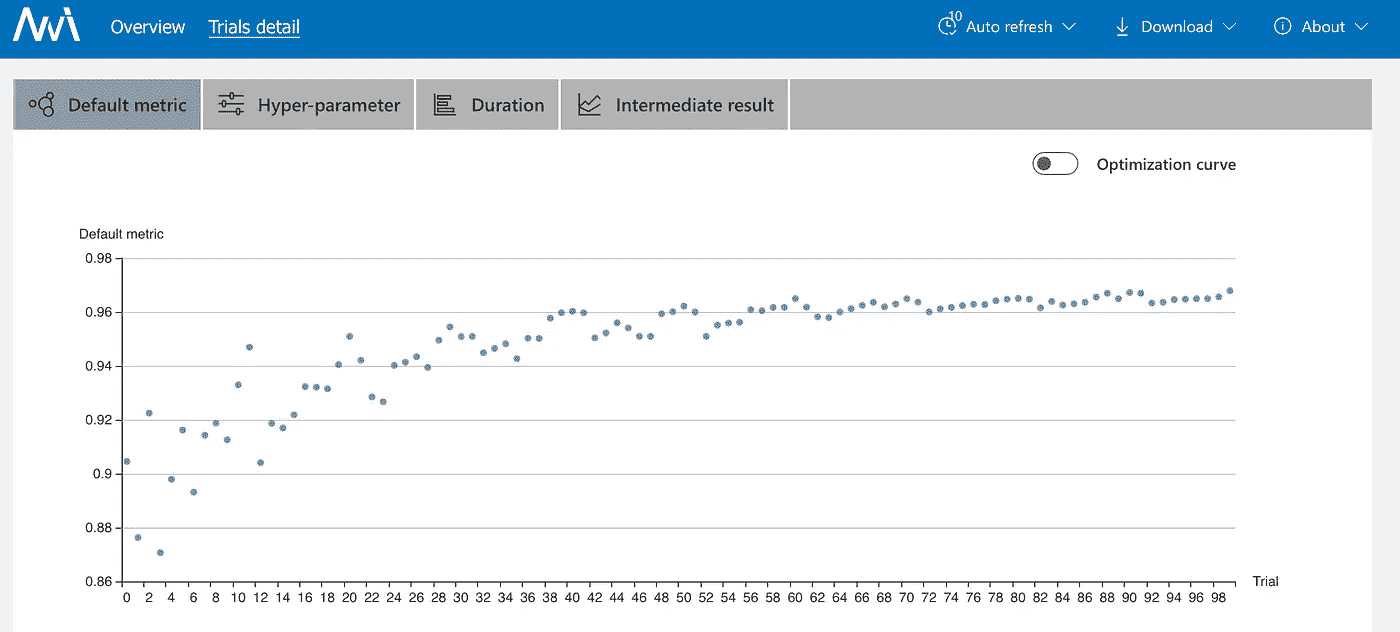 NNi Overview Trials detail 10 Auto refresh Download About
Default metric Hyper-parameter Duration Intermediate result
Optimization curve
Default metric
0.98
0.96
0.94
0.92
0.9
0.88
0.86
Trial
0 2 4 6 8 10 12 14 16 18 20 22 24 26 28 30 32 34 36 38 40 42 44 46 48 50 52 54 56 58 60 62 64 66 68 70 72 74 76 78 80 82 84 86 88 90 92 94 96 98